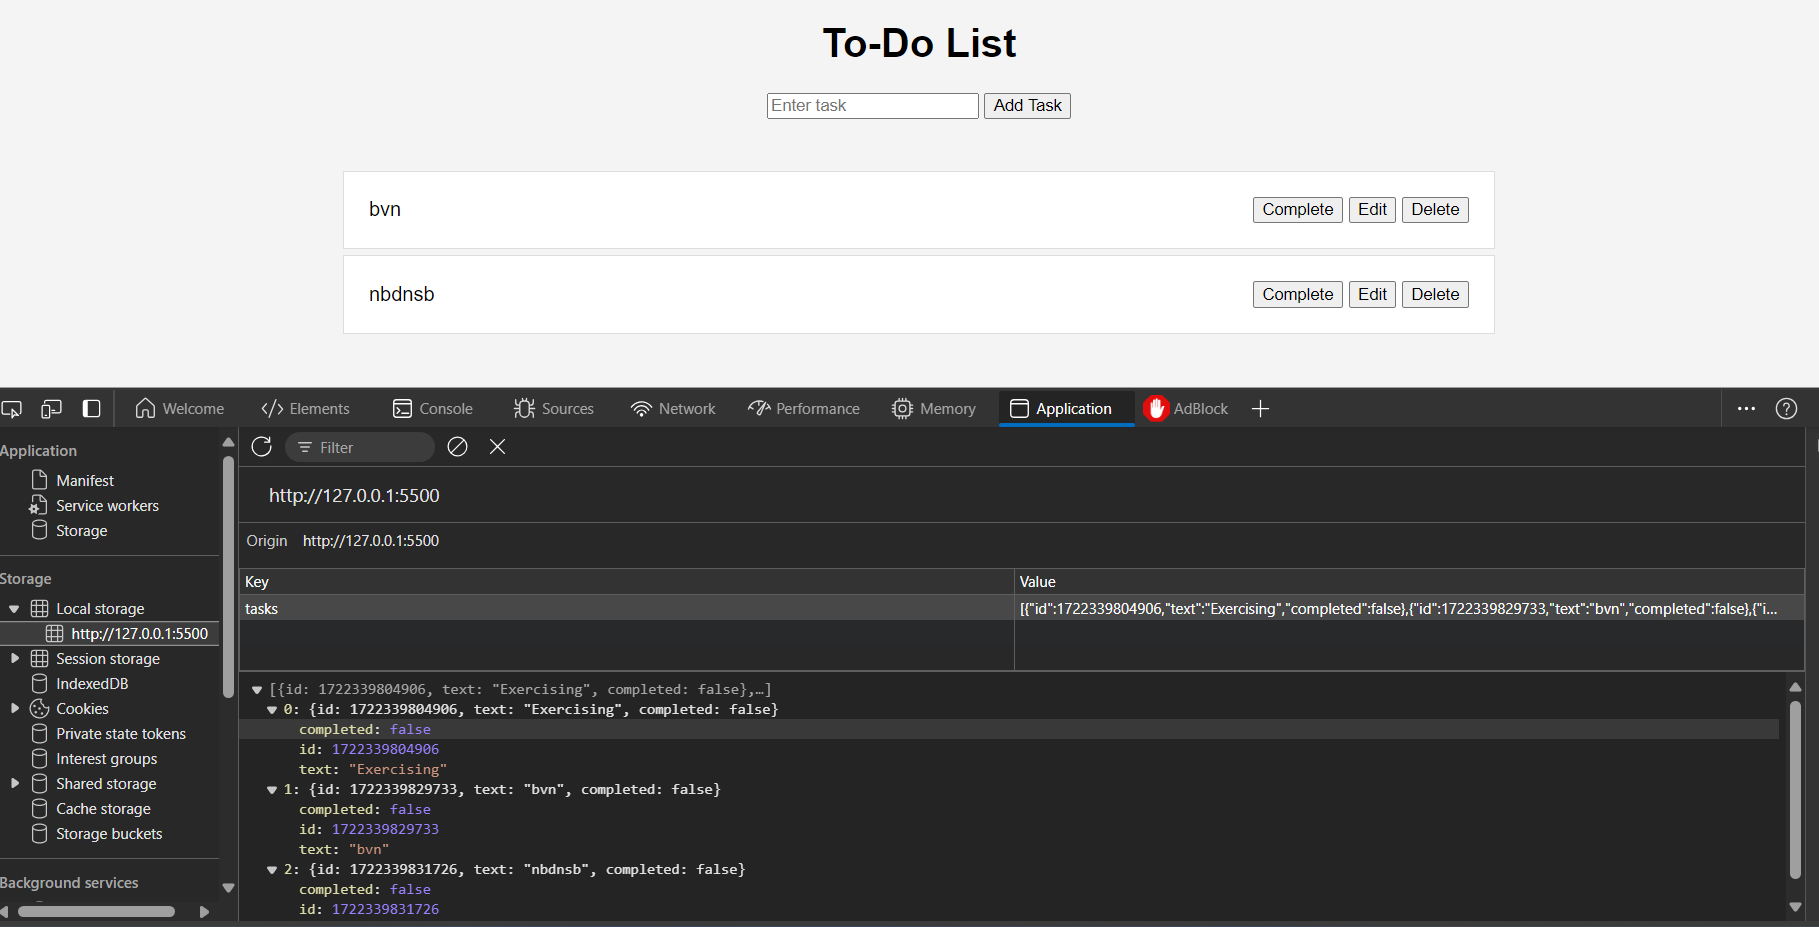 To-Do List
Enter task Add Task
bvn Complete Edit Delete
nbdnsb Complete Edit Delete
Welcome Elements Console Sources Network Performance Memory Application AdBlock
Application
Manifest
Service workers
Storage
Storage
Local storage
http://127.0.0.1:5500
Session storage
IndexedDB
Cookies
Private state tokens
Interest groups
Shared storage
Cache storage
Storage buckets
Background services
Filter
http://127.0.0.1:5500
Origin http://127.0.0.1:5500
Key Value
tasks [{"id":1722339804906,"text":"Exercising","completed":false},{"id":1722339829733,"text":"bvn","completed":false},{"i...
[{id: 1722339804906, text: "Exercising", completed: false},…]
0: {id: 1722339804906, text: "Exercising", completed: false}
completed: false
id: 1722339804906
text: "Exercising"
1: {id: 1722339829733, text: "bvn", completed: false}
completed: false
id: 1722339829733
text: "bvn"
2: {id: 1722339831726, text: "nbdnsb", completed: false}
completed: false
id: 1722339831726